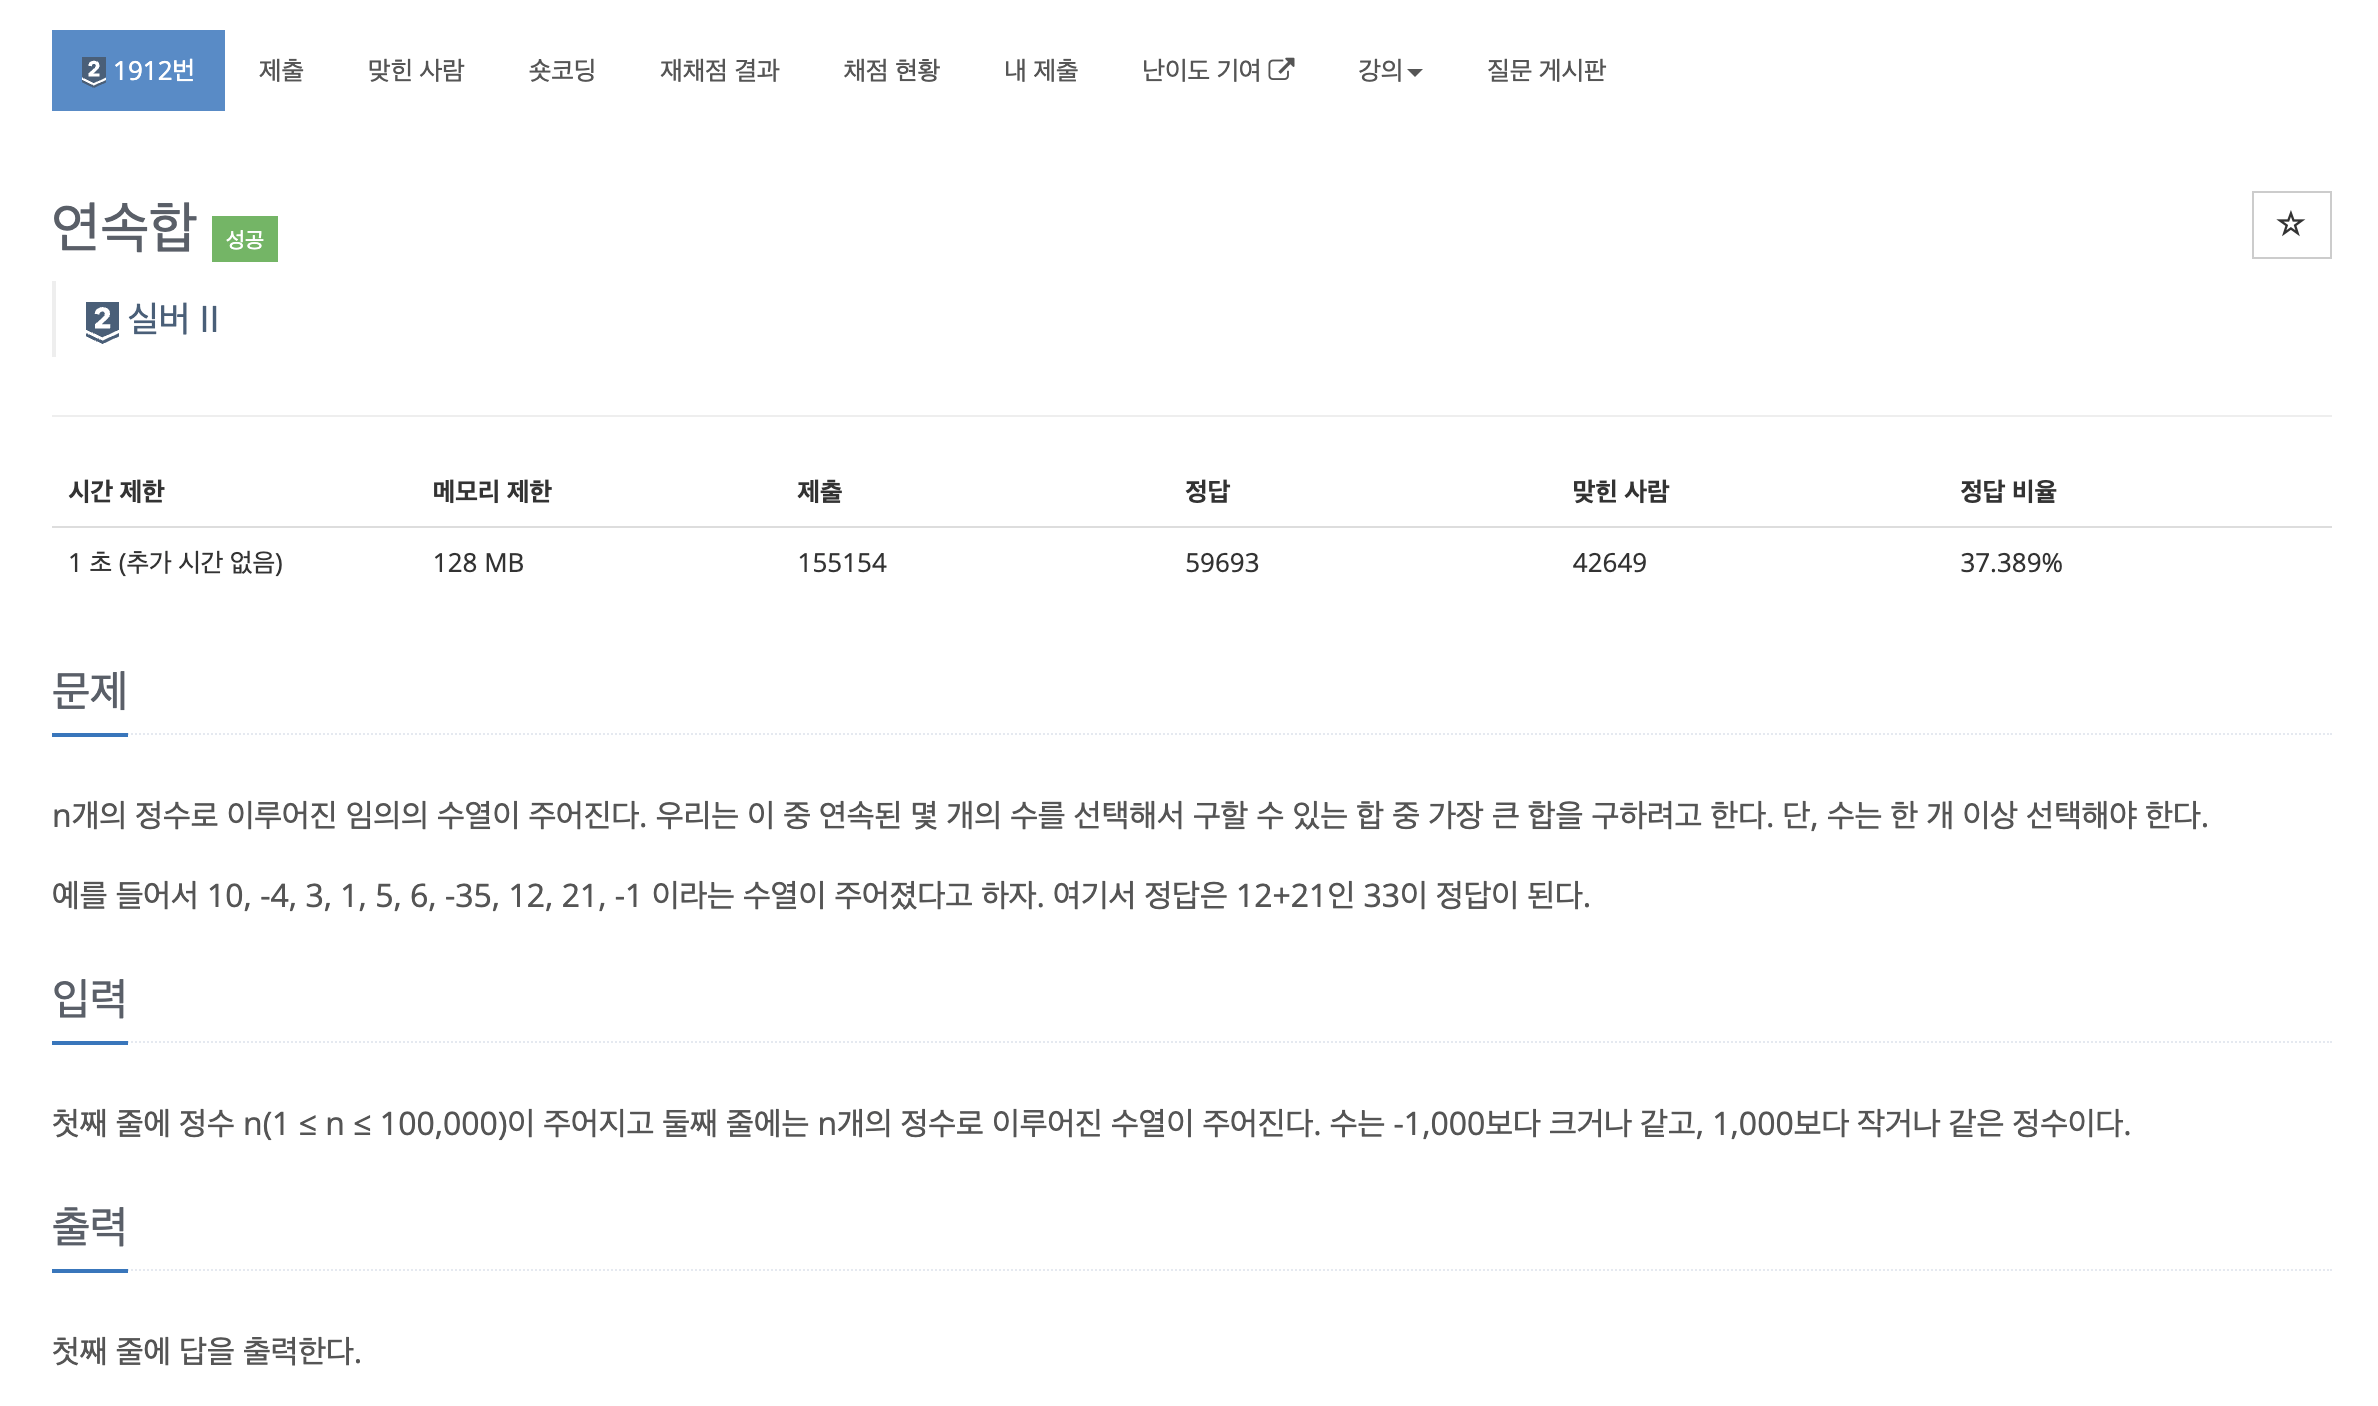 2 1912번 제출 맞힌 사람 숏코딩 재채점 결과 채점 현황 내 제출 난이도 기여 강의 질문 게시판
연속합 성공
2 실버 II
시간 제한 메모리 제한 제출 정답 맞힌 사람 정답 비율
1 초 (추가 시간 없음) 128 MB 155154 59693 42649 37.389%
문제
n개의 정수로 이루어진 임의의 수열이 주어진다. 우리는 이 중 연속된 몇 개의 수를 선택해서 구할 수 있는 합 중 가장 큰 합을 구하려고 한다. 단, 수는 한 개 이상 선택해야 한다.
예를 들어서 10, -4, 3, 1, 5, 6, -35, 12, 21, -1 이라는 수열이 주어졌다고 하자. 여기서 정답은 12+21인 33이 정답이 된다.
입력
첫째 줄에 정수 n(1 ≤ n ≤ 100,000)이 주어지고 둘째 줄에는 n개의 정수로 이루어진 수열이 주어진다. 수는 -1,000보다 크거나 같고, 1,000보다 작거나 같은 정수이다.
출력
첫째 줄에 답을 출력한다.